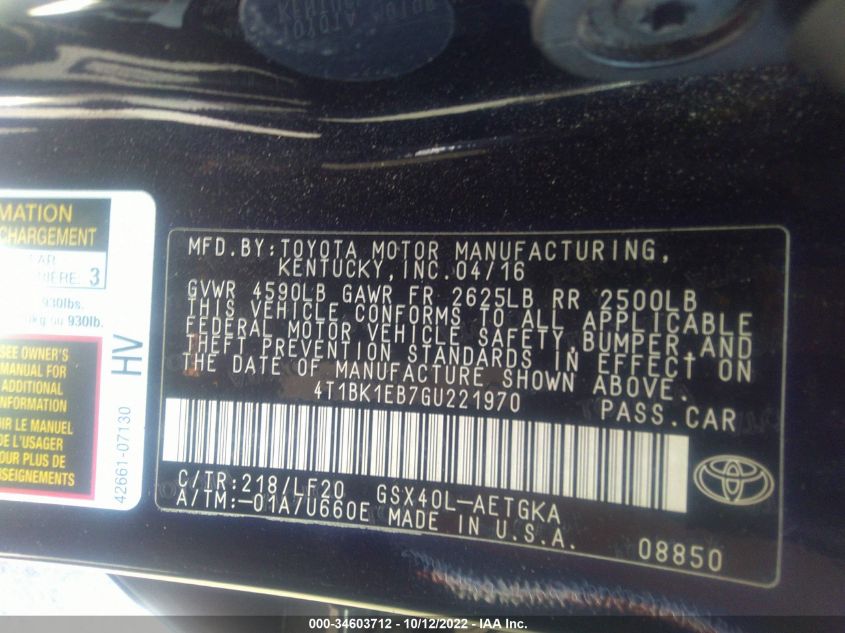 MATION
CHARGEMENT
3
930lbs.
930lb.
SEE OWNER'S
MANUAL FOR
ADDITIONAL
INFORMATION
LE MANUEL
DE L'USAGER
POUR PLUS DE
HV
42661-07130
MFD.BY:TOYOTA MOTOR MANUFACTURING,
KENTUCKY,INC.04/16
GVWR 4590LB GAWR FR 2625LB RR 2500LB
THIS VEHICLE CONFORMS TO ALL APPLICABLE
FEDERAL MOTOR VEHICLE SAFETY,BUMPER,AND
THEFT PREVENTION STANDARDS IN EFFECT ON
THE DATE OF MANUFACTURE SHOWN ABOVE.
4T1BK1EB7GU221970 PASS.CAR
C/TR:218/LF20 GSX40L-AETGKA
A/TM:-01A/U660E MADE IN U.S.A.
08850
000-34603712 - 10/12/2022 - IAA Inc.